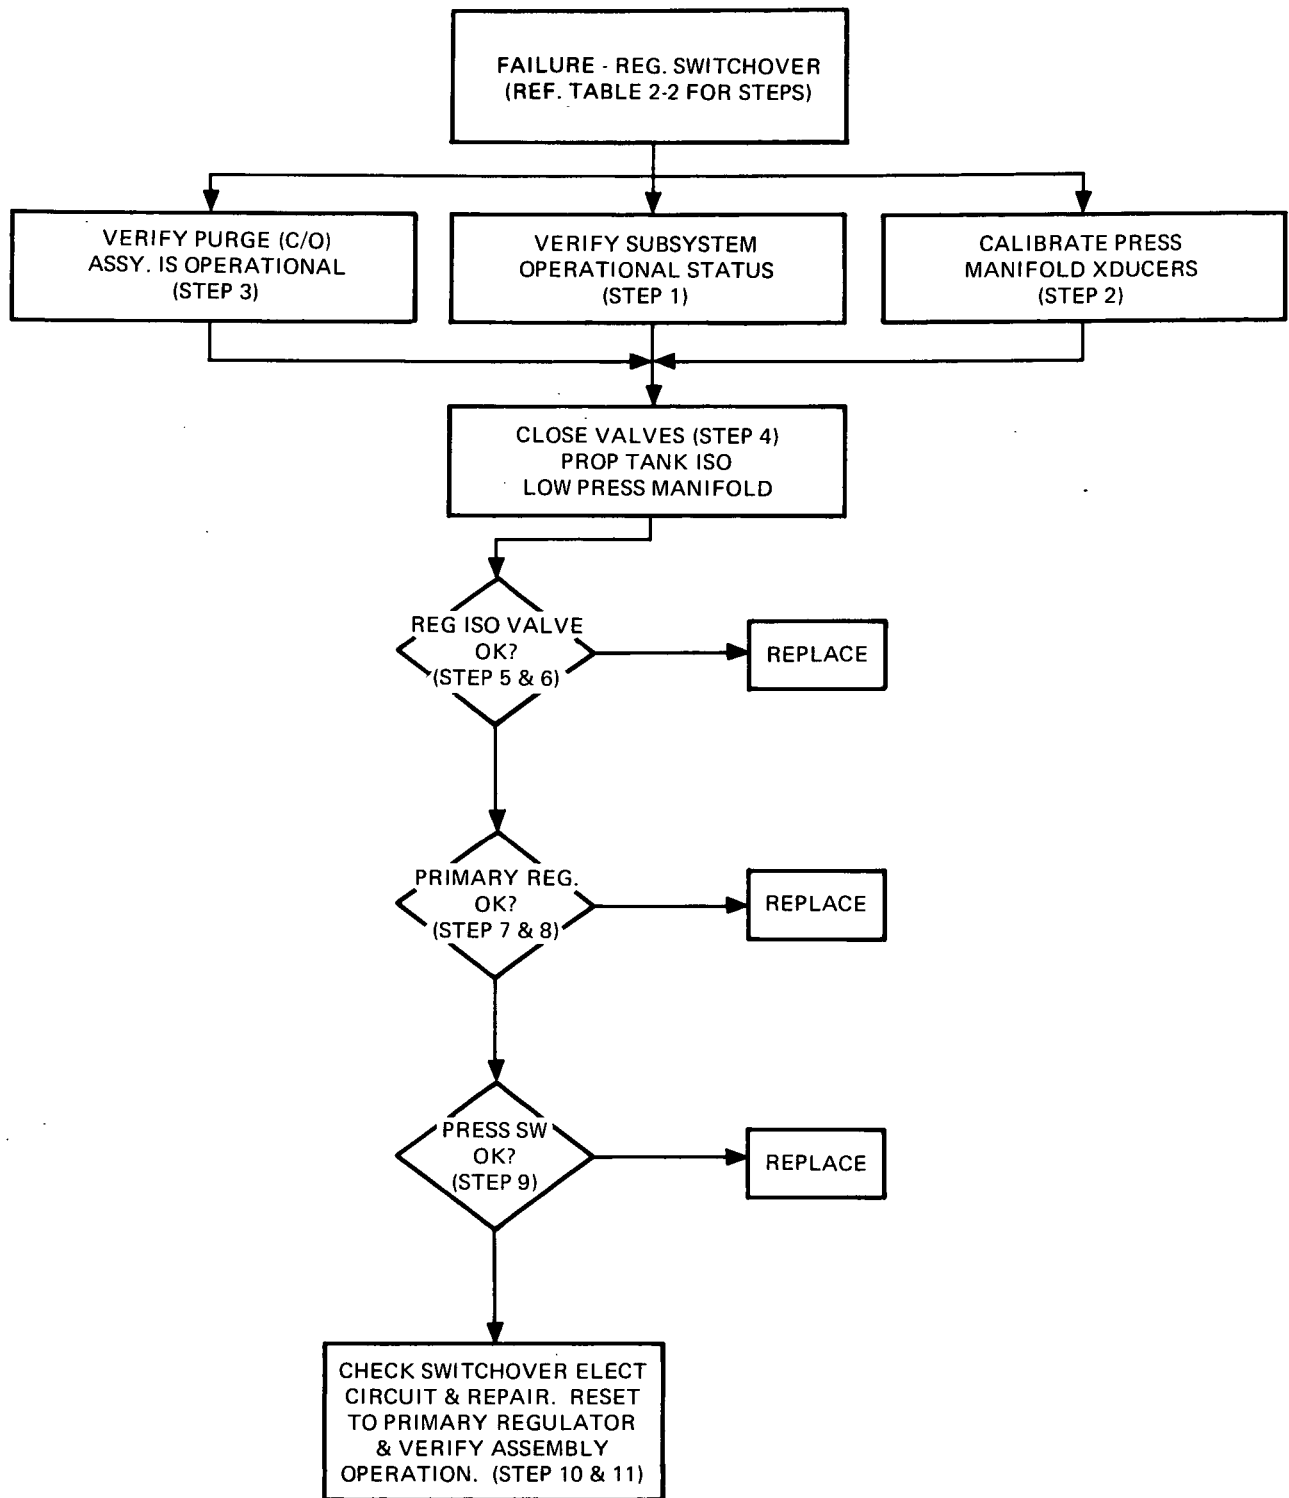 FAILURE - REG. SWITCHOVER
(REF. TABLE 2-2 FOR STEPS)
VERIFY PURGE (C/O)
ASSY. IS OPERATIONAL
(STEP 3)
VERIFY SUBSYSTEM
OPERATIONAL STATUS
(STEP 1)
CALIBRATE PRESS
MANIFOLD XDUCERS
(STEP 2)
CLOSE VALVES (STEP 4)
PROP TANK ISO
LOW PRESS MANIFOLD
REG ISO VALVE
OK?
(STEP 5 & 6)
REPLACE
PRIMARY REG.
OK?
(STEP 7 & 8)
REPLACE
PRESS SW
OK?
(STEP 9)
REPLACE
CHECK SWITCHOVER ELECT
CIRCUIT & REPAIR. RESET
TO PRIMARY REGULATOR
& VERIFY ASSEMBLY
OPERATION. (STEP 10 & 11)